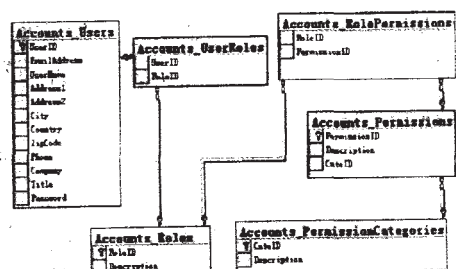 Accounts_Users
UserID
EmailAddress
UserName
Address1
Address2
City
Country
ZipCode
Phone
Company
Title
Password
Accounts_UserRoles
UserID
RoleID
Accounts_RolePermissions
RoleID
PermissionID
Accounts_Permissions
PermissionID
Description
CateID
Accounts_Roles
RoleID
Description
Accounts_PermissionCategories
CateID
Description